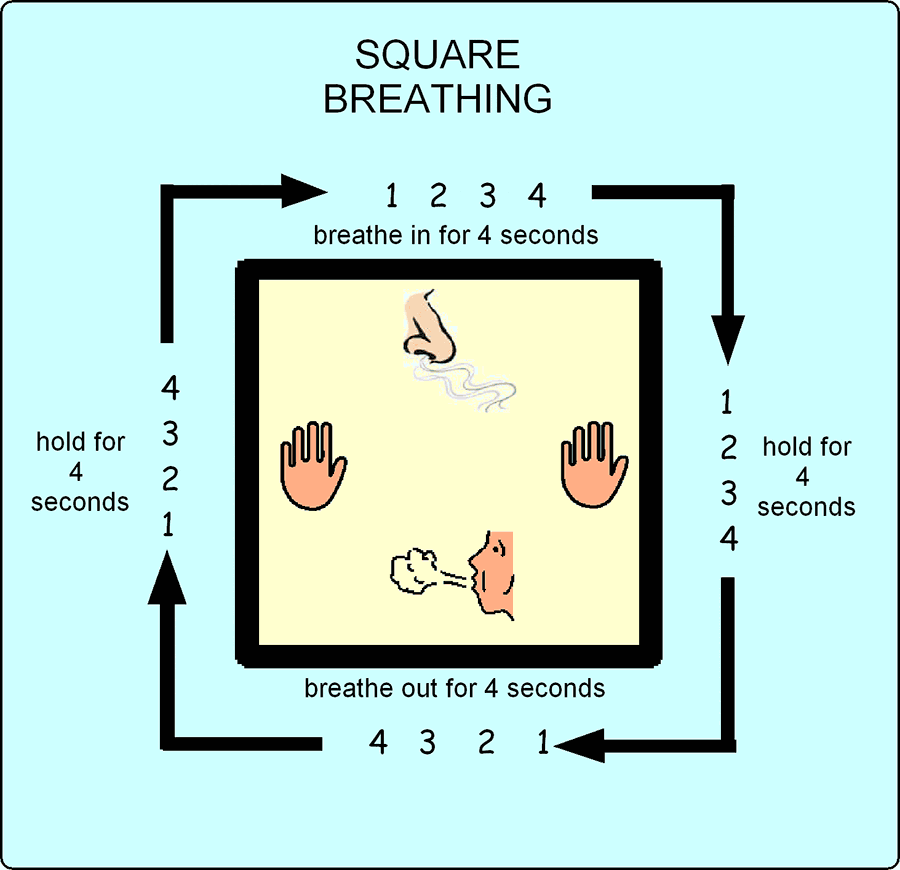 SQUARE
BREATHING
1 2 3 4
breathe in for 4 seconds
4
3
2
1
hold for
4
seconds
1
2
3
4
hold for
4
seconds
breathe out for 4 seconds
4 3 2 1